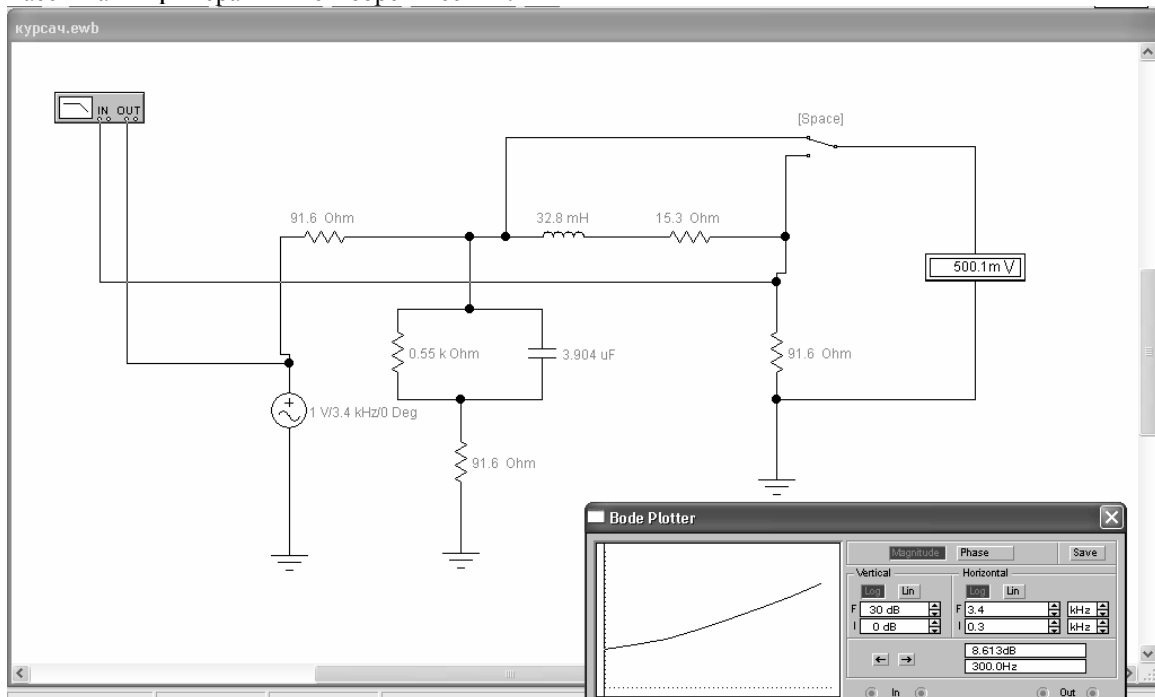 курсач.ewb
IN OUT
[Space]
91.6 Ohm
32.8 mH
15.3 Ohm
500.1m V
0.55 k Ohm
3.904 uF
91.6 Ohm
1 V/3.4 kHz/0 Deg
91.6 Ohm
Bode Plotter
Magnitude Phase Save
Vertical Horizontal
Log Lin Log Lin
F 30 dB F 3.4 kHz
I 0 dB I 0.3 kHz
8.613dB
300.0Hz
In Out